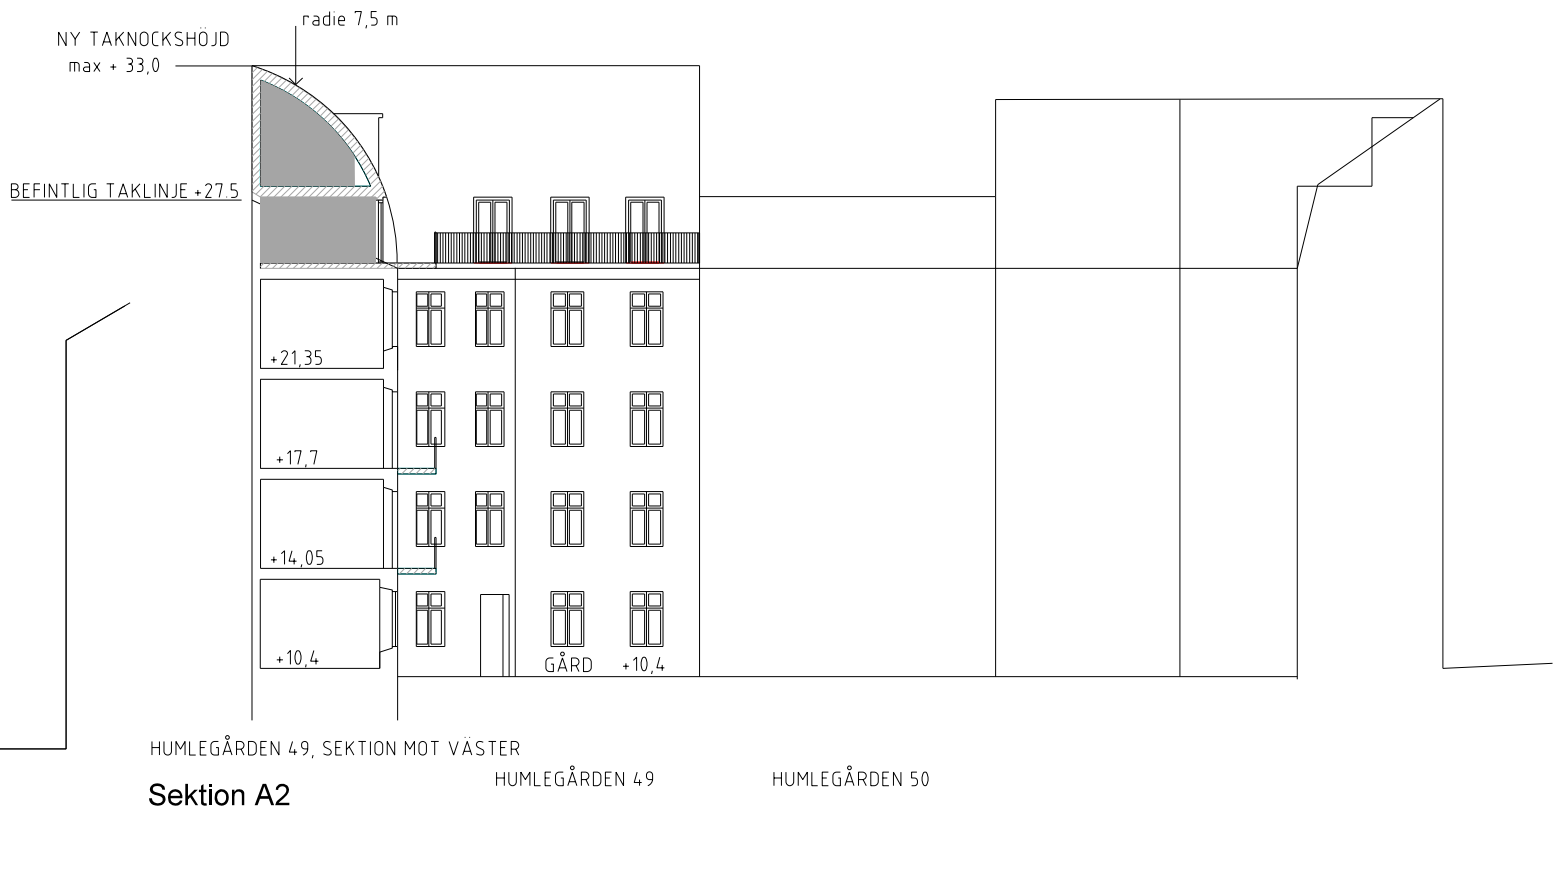 radie 7,5 m
NY TAKNOCKSHÖJD
max + 33,0
BEFINTLIG TAKLINJE +27.5
+21,35
+17,7
+14,05
+10,4
GÅRD +10,4
HUMLEGÅRDEN 49, SEKTION MOT VÄSTER
HUMLEGÅRDEN 49
HUMLEGÅRDEN 50
Sektion A2